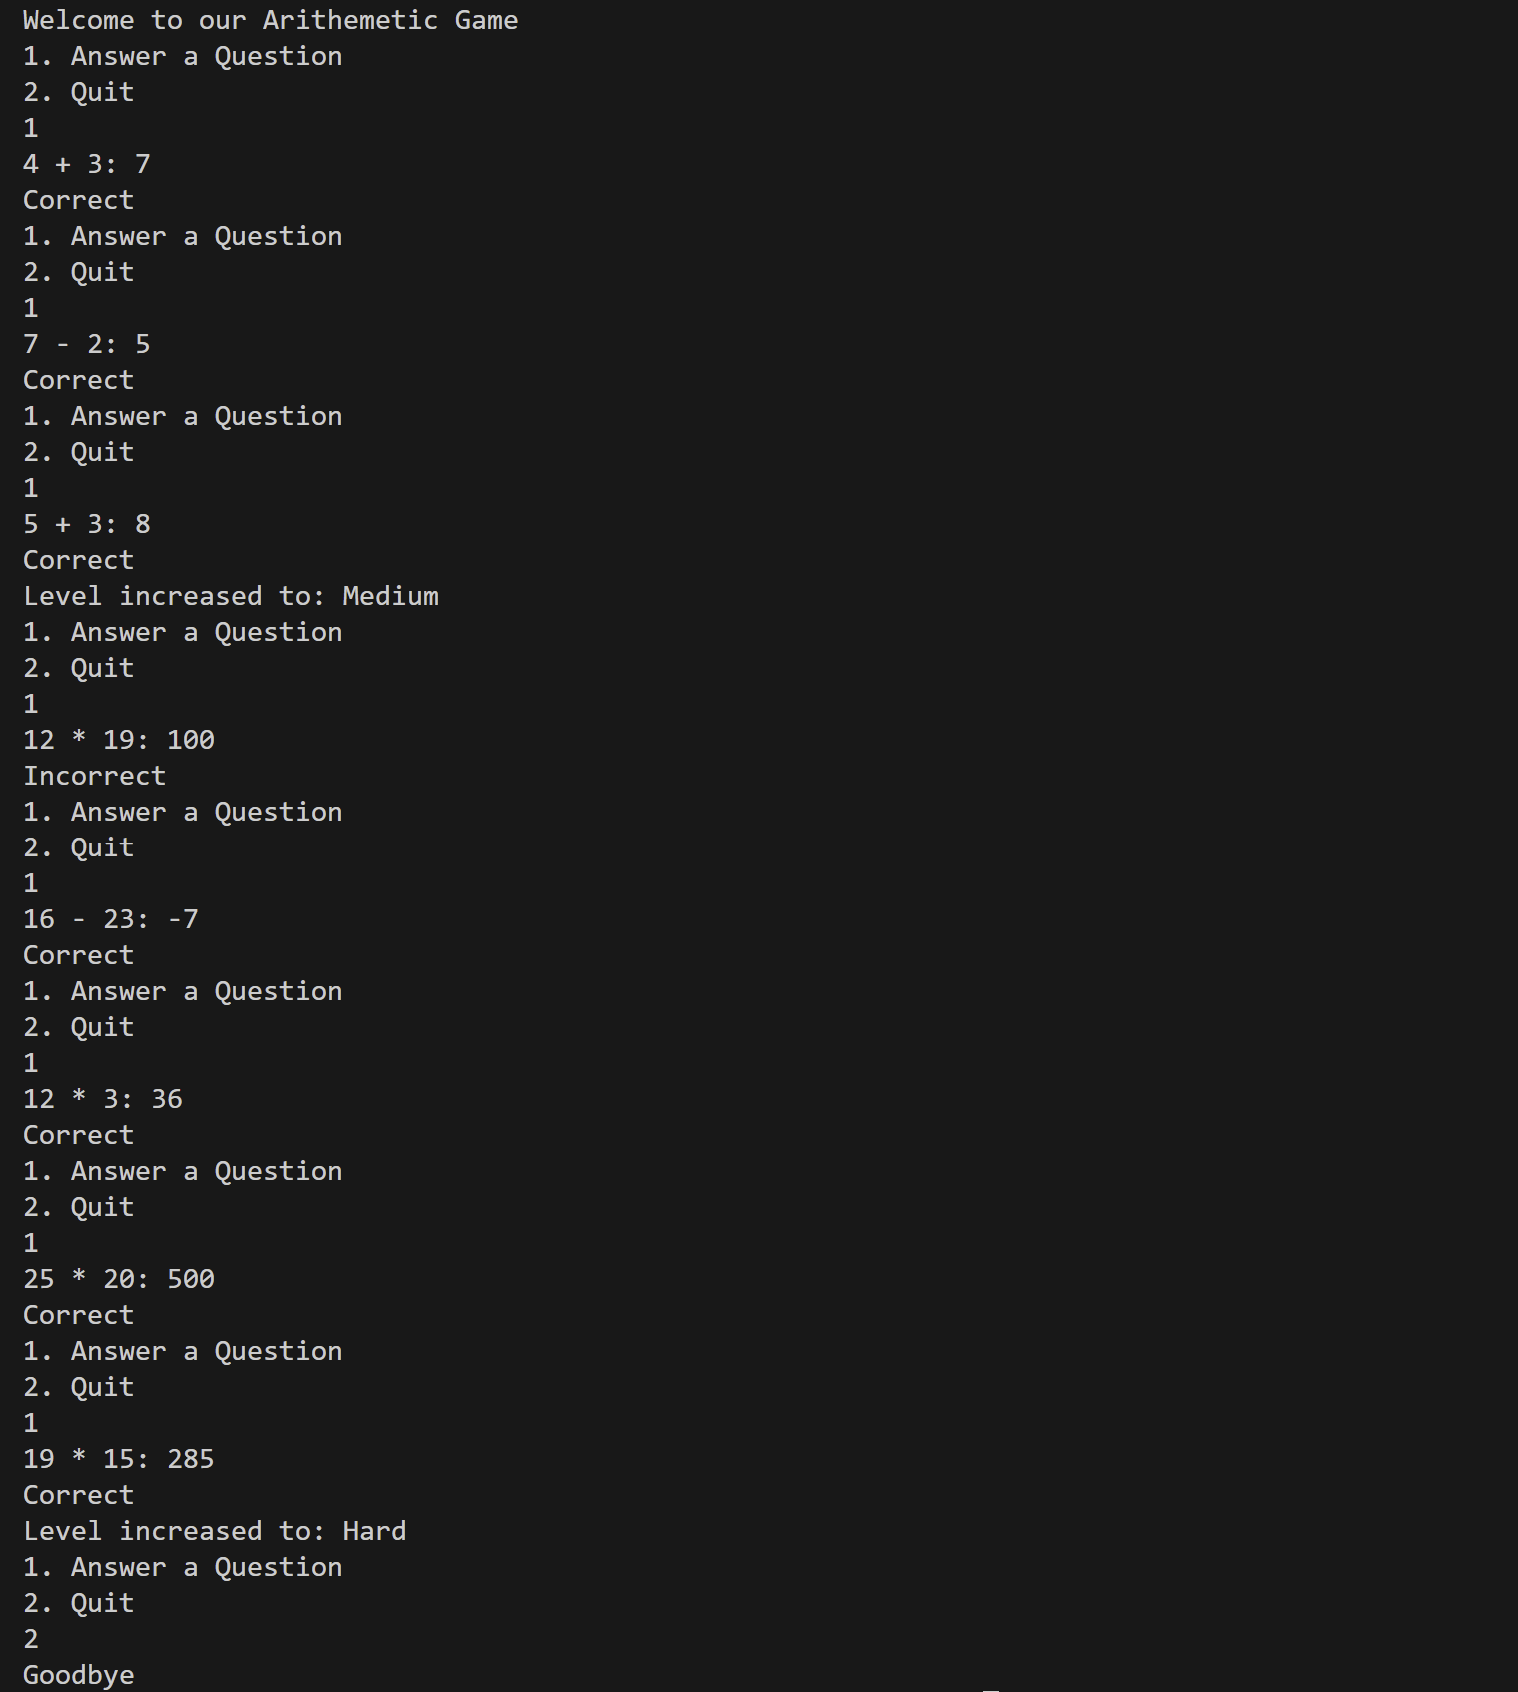 Welcome to our Arithemetic Game
1. Answer a Question
2. Quit
1
4 + 3: 7
Correct
1. Answer a Question
2. Quit
1
7 - 2: 5
Correct
1. Answer a Question
2. Quit
1
5 + 3: 8
Correct
Level increased to: Medium
1. Answer a Question
2. Quit
1
12 * 19: 100
Incorrect
1. Answer a Question
2. Quit
1
16 - 23: -7
Correct
1. Answer a Question
2. Quit
1
12 * 3: 36
Correct
1. Answer a Question
2. Quit
1
25 * 20: 500
Correct
1. Answer a Question
2. Quit
1
19 * 15: 285
Correct
Level increased to: Hard
1. Answer a Question
2. Quit
2
Goodbye